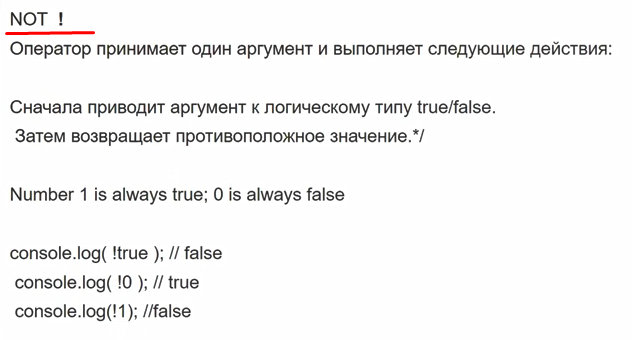 NOT !
Оператор принимает один аргумент и выполняет следующие действия:
Сначала приводит аргумент к логическому типу true/false.
Затем возвращает противоположное значение.*/
Number 1 is always true; 0 is always false
console.log( !true ); // false
console.log( !0 ); // true
console.log(!1); //false